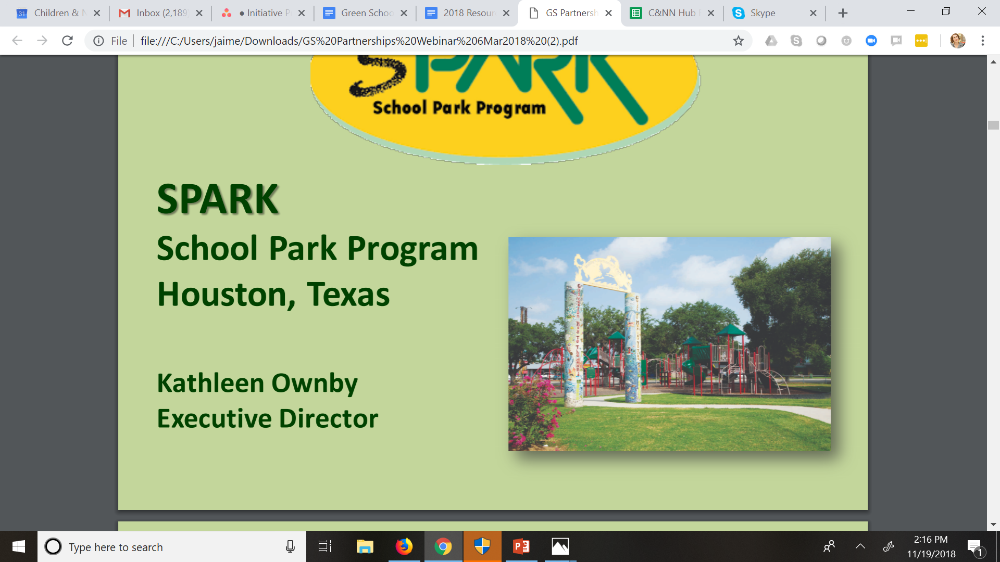 Children & N
Inbox (2,189
● Initiative P
Green Schoo
2018 Resour
GS Partnersh
C&NN Hub
Skype
File
file:///C:/Users/jaime/Downloads/GS%20Partnerships%20Webinar%206Mar2018%20(2).pdf
SPARK
School Park Program
SPARK
School Park Program
Houston, Texas
Kathleen Ownby
Executive Director
Type here to search
2:16 PM
11/19/2018
1